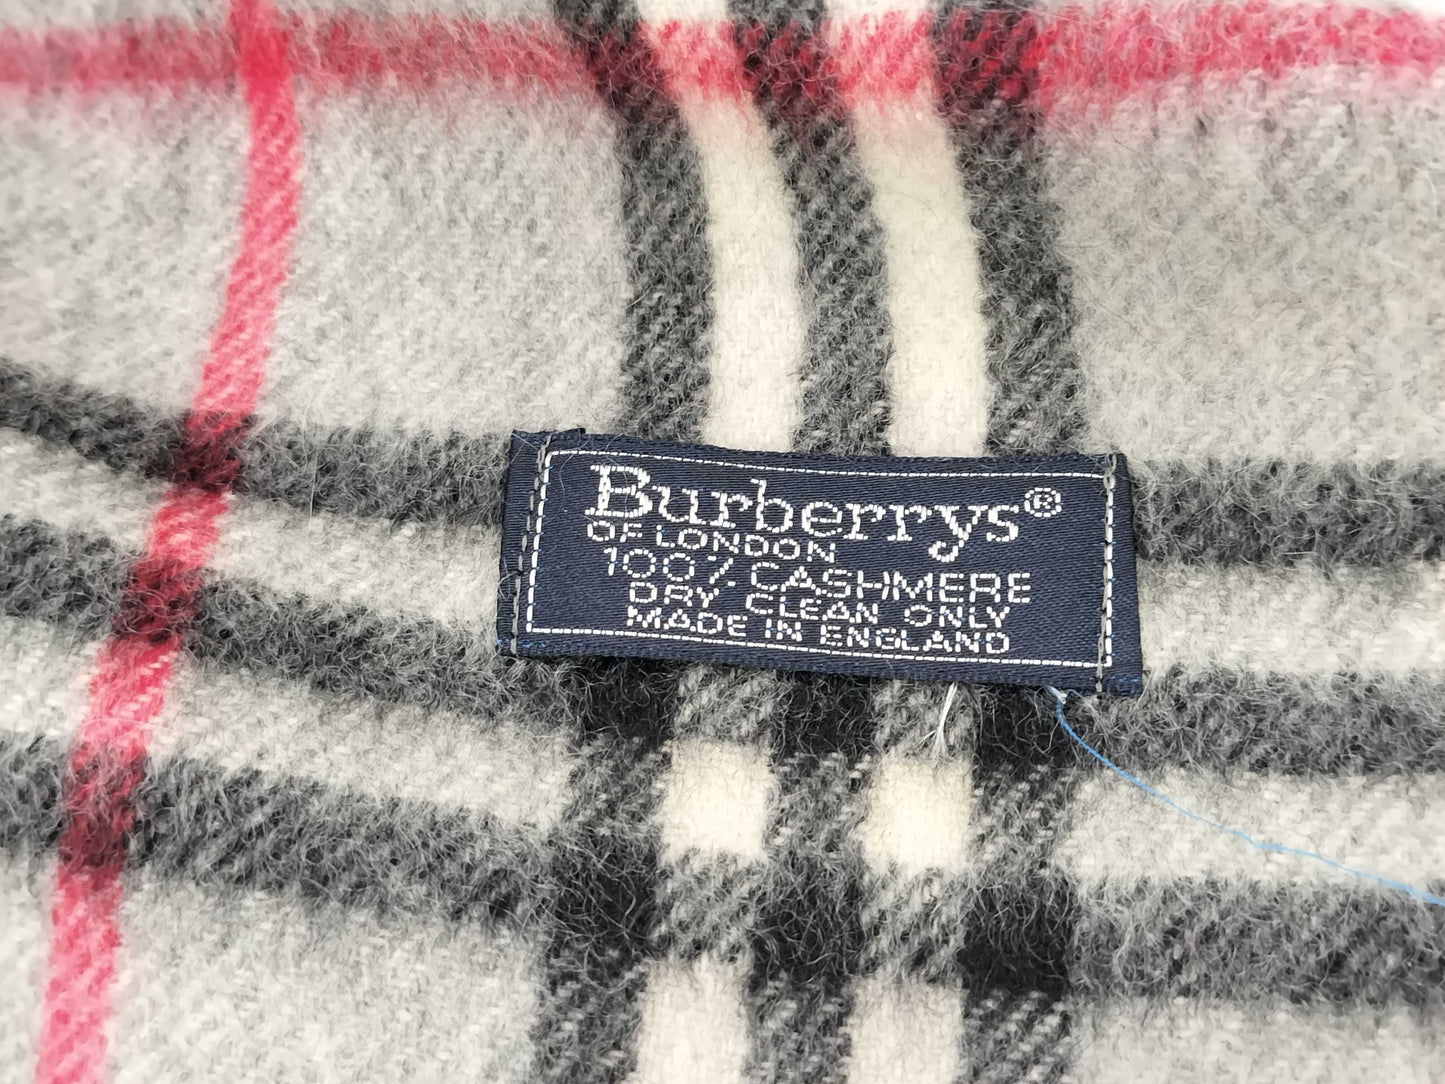 Burberrys®
OF LONDON
100% CASHMERE
DRY CLEAN ONLY
MADE IN ENGLAND